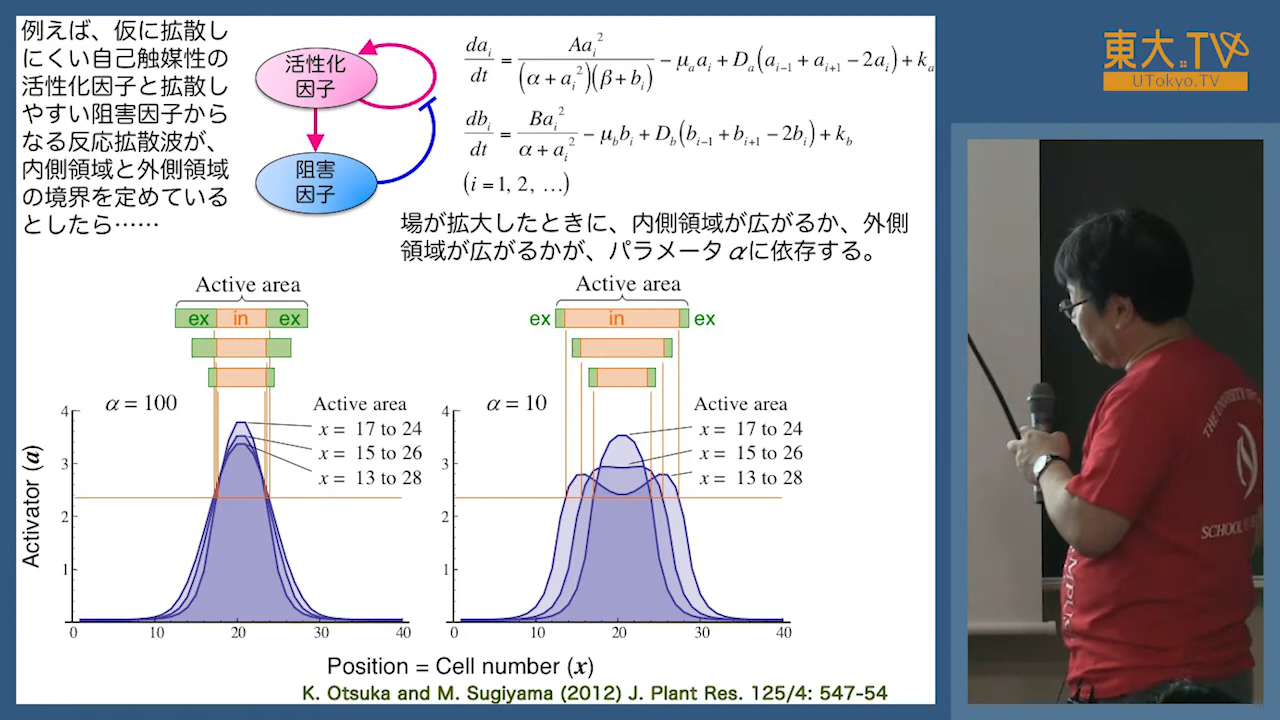 例えば、仮に拡散し
にくい自己触媒性の
活性化因子と拡散し
やすい阻害因子から
なる反応拡散波が、
内側領域と外側領域
の境界を定めている
としたら……
活性化
因子
阻害
因子
da_i/dt = Aa_i^2/((α + a_i^2)(β + b_i)) − μ_a a_i + D_a(a_{i−1} + a_{i+1} − 2a_i) + k_a
db_i/dt = Ba_i^2/(α + a_i^2) − μ_b b_i + D_b(b_{i−1} + b_{i+1} − 2b_i) + k_b
(i = 1, 2, …)
場が拡大したときに、内側領域が広がるか、外側
領域が広がるかが、パラメータαに依存する。
Active area
ex in ex
α = 100
Active area
x = 17 to 24
x = 15 to 26
x = 13 to 28
4
3
2
1
0 10 20 30 40
Active area
ex in ex
α = 10
Active area
x = 17 to 24
x = 15 to 26
x = 13 to 28
4
3
2
1
0 10 20 30 40
Activator (a)
Position = Cell number (x)
K. Otsuka and M. Sugiyama (2012) J. Plant Res. 125/4: 547-54
東大.TV
UTokyo.TV
SCHOOL